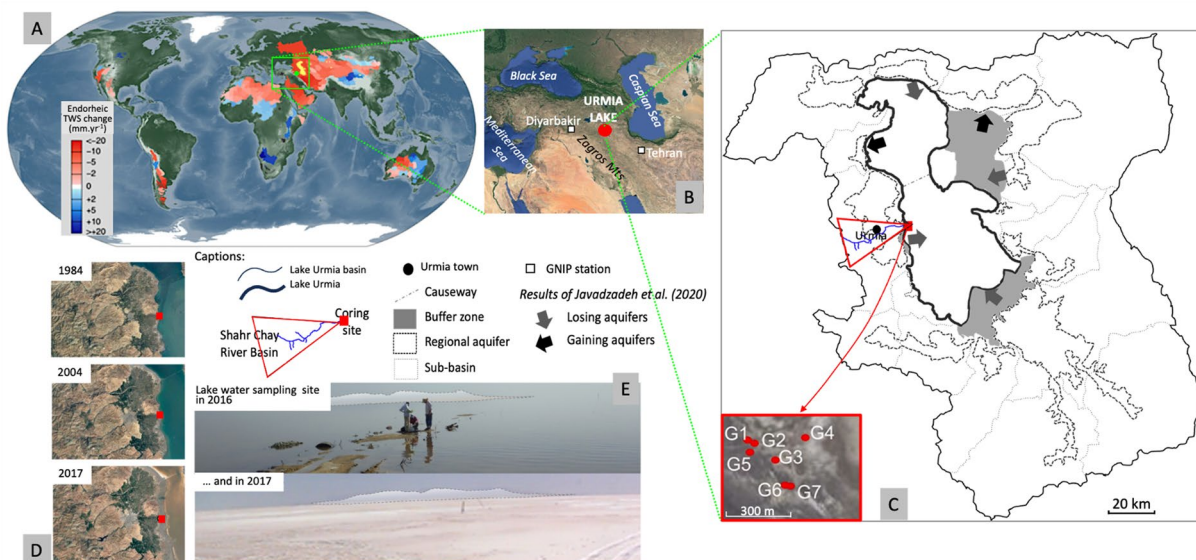 A
Endorheic
TWS change
(mm.yr⁻¹)
<-20
-10
-5
-2
0
+2
+5
+10
>+20
Black Sea
Caspian Sea
URMIA
LAKE
Diyarbakir
Mediterranean
Sea
Zagros Mts.
Tehran
B
Urmia
G1
G2
G4
G5
G3
G6
G7
300 m
C
20 km
1984
2004
2017
D
Captions:
Lake Urmia basin
Lake Urmia
Shahr Chay
River Basin
Coring
site
Urmia town
Causeway
Buffer zone
Regional aquifer
Sub-basin
GNIP station
Results of Javadzadeh et al. (2020)
Losing aquifers
Gaining aquifers
Lake water sampling site
in 2016
E
... and in 2017